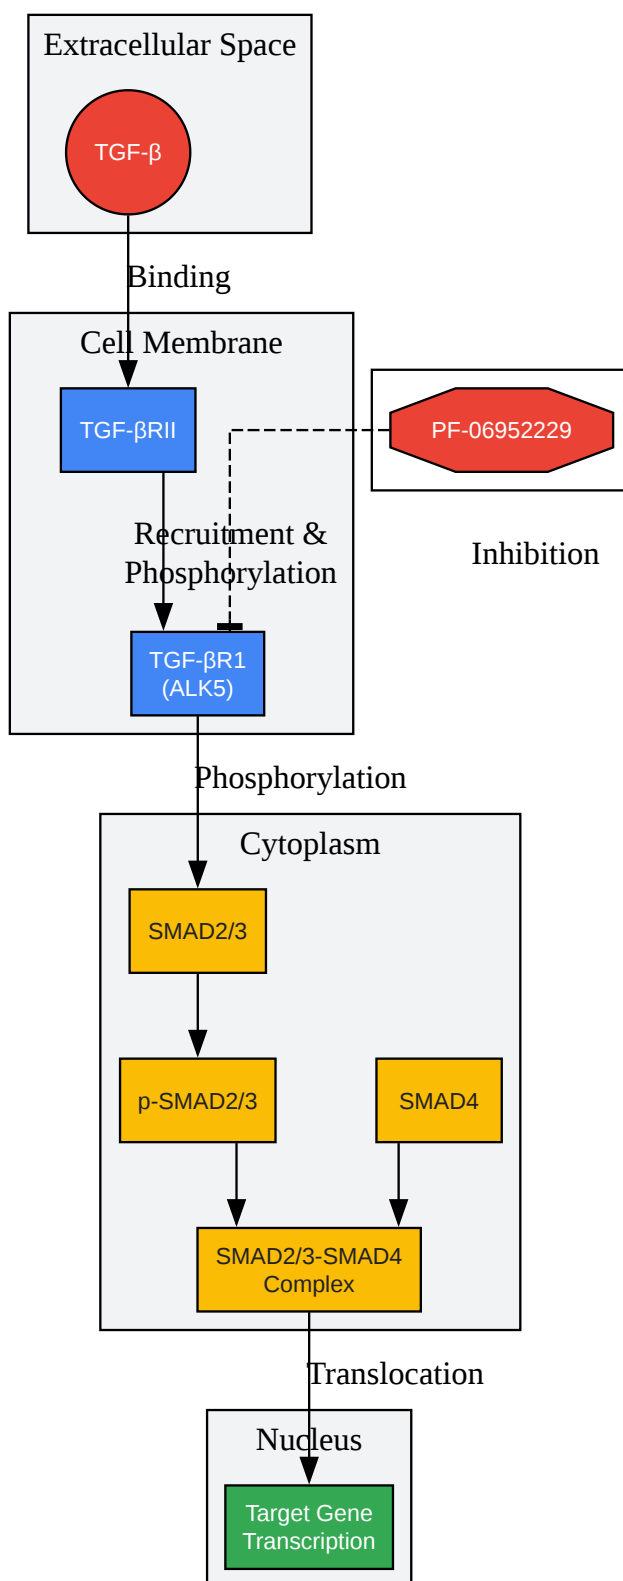 Extracellular Space
TGF-β
Binding
Cell Membrane
TGF-βRII
PF-06952229
Recruitment &
Phosphorylation
Inhibition
TGF-βR1
(ALK5)
Phosphorylation
Cytoplasm
SMAD2/3
p-SMAD2/3
SMAD4
SMAD2/3-SMAD4
Complex
Translocation
Nucleus
Target Gene
Transcription